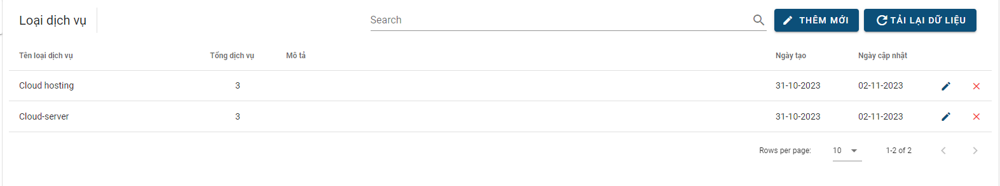 Loại dịch vụ
Search
THÊM MỚI
TẢI LẠI DỮ LIỆU
Tên loại dịch vụ Tổng dịch vụ Mô tả Ngày tạo Ngày cập nhật
Cloud hosting 3 31-10-2023 02-11-2023
Cloud-server 3 31-10-2023 02-11-2023
Rows per page: 10 1-2 of 2